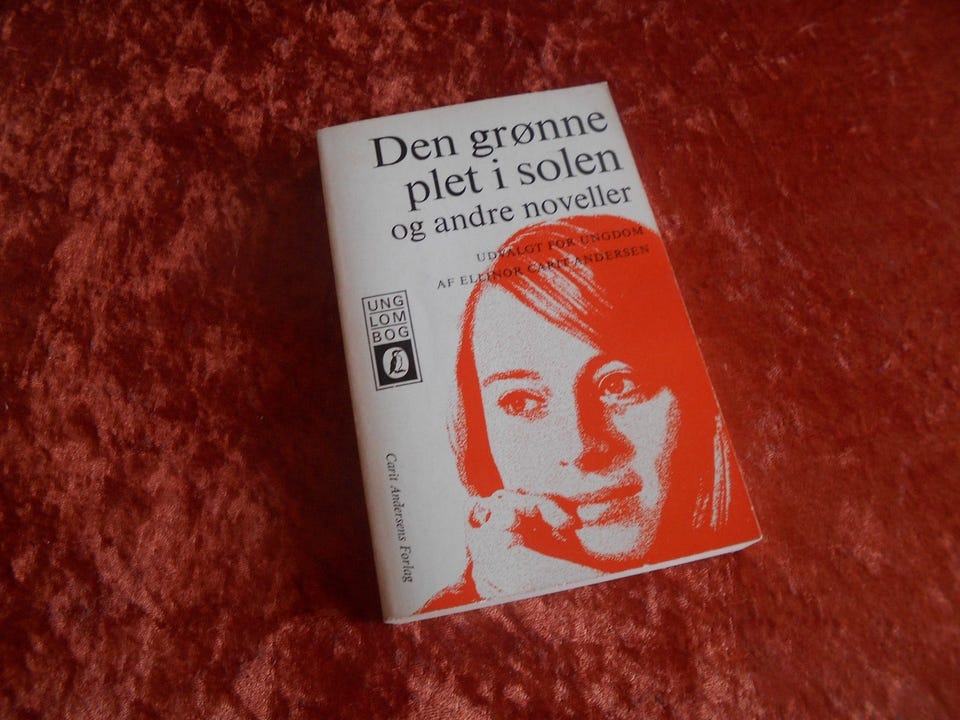 Den grønne
plet i solen
og andre noveller
UDVALGT FOR UNGDOM
AF ELLINOR CARIT ANDERSEN
UNG
LOM
BOG
Carit Andersens Forlag